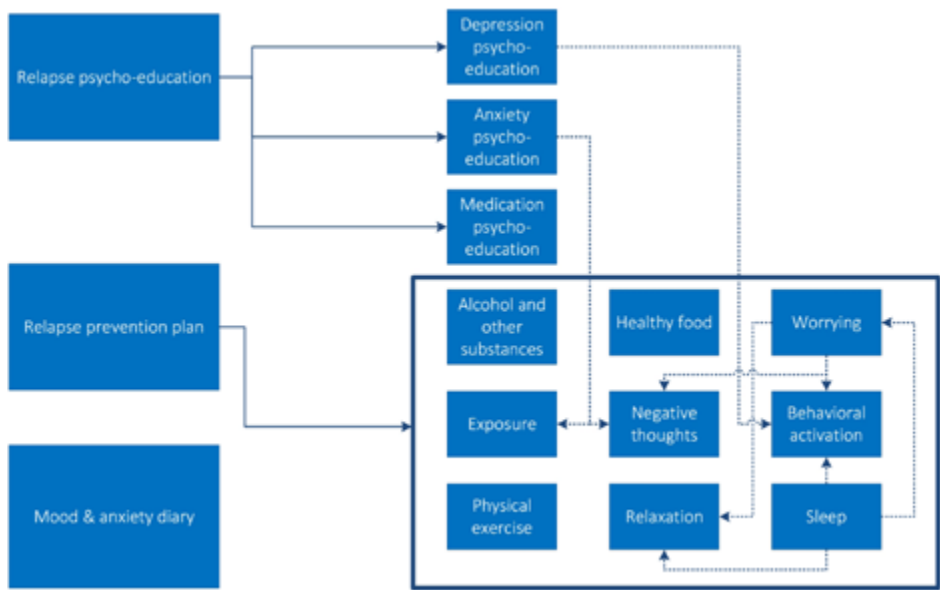 Relapse psycho-education
Depression
psycho-
education
Anxiety
psycho-
education
Medication
psycho-
education
Relapse prevention plan
Alcohol and
other
substances
Healthy food
Worrying
Exposure
Negative
thoughts
Behavioral
activation
Mood & anxiety diary
Physical
exercise
Relaxation
Sleep